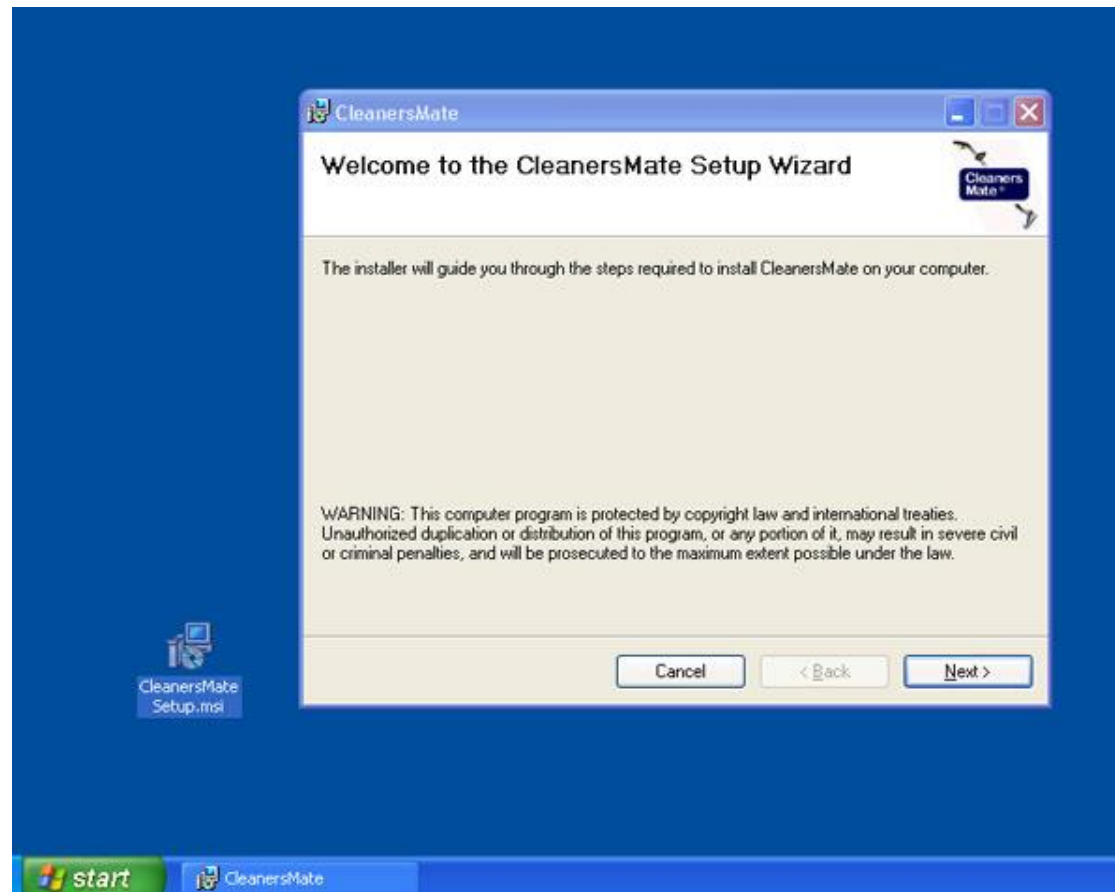 CleanersMate
Welcome to the CleanersMate Setup Wizard
Cleaners
Mate
The installer will guide you through the steps required to install CleanersMate on your computer.
WARNING: This computer program is protected by copyright law and international treaties.
Unauthorized duplication or distribution of this program, or any portion of it, may result in severe civil
or criminal penalties, and will be prosecuted to the maximum extent possible under the law.
Cancel
< Back
Next >
CleanersMate
Setup.msi
start
CleanersMate